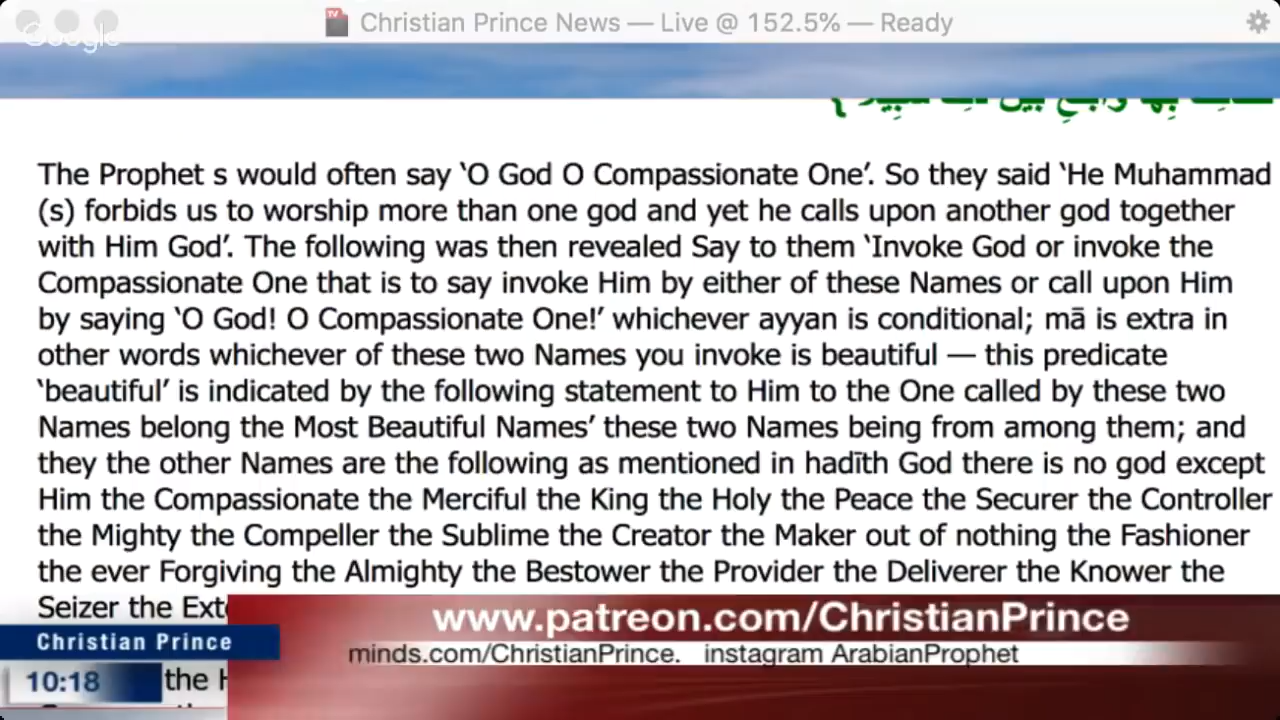 Christian Prince News — Live @ 152.5% — Ready
Google
The Prophet s would often say ‘O God O Compassionate One’. So they said ‘He Muhammad
(s) forbids us to worship more than one god and yet he calls upon another god together
with Him God’. The following was then revealed Say to them ‘Invoke God or invoke the
Compassionate One that is to say invoke Him by either of these Names or call upon Him
by saying ‘O God! O Compassionate One!’ whichever ayyan is conditional; mā is extra in
other words whichever of these two Names you invoke is beautiful — this predicate
‘beautiful’ is indicated by the following statement to Him to the One called by these two
Names belong the Most Beautiful Names’ these two Names being from among them; and
they the other Names are the following as mentioned in hadīth God there is no god except
Him the Compassionate the Merciful the King the Holy the Peace the Securer the Controller
the Mighty the Compeller the Sublime the Creator the Maker out of nothing the Fashioner
the ever Forgiving the Almighty the Bestower the Provider the Deliverer the Knower the
Seizer the
www.patreon.com/ChristianPrince
Christian Prince
minds.com/ChristianPrince. instagram ArabianProphet
10:18
the